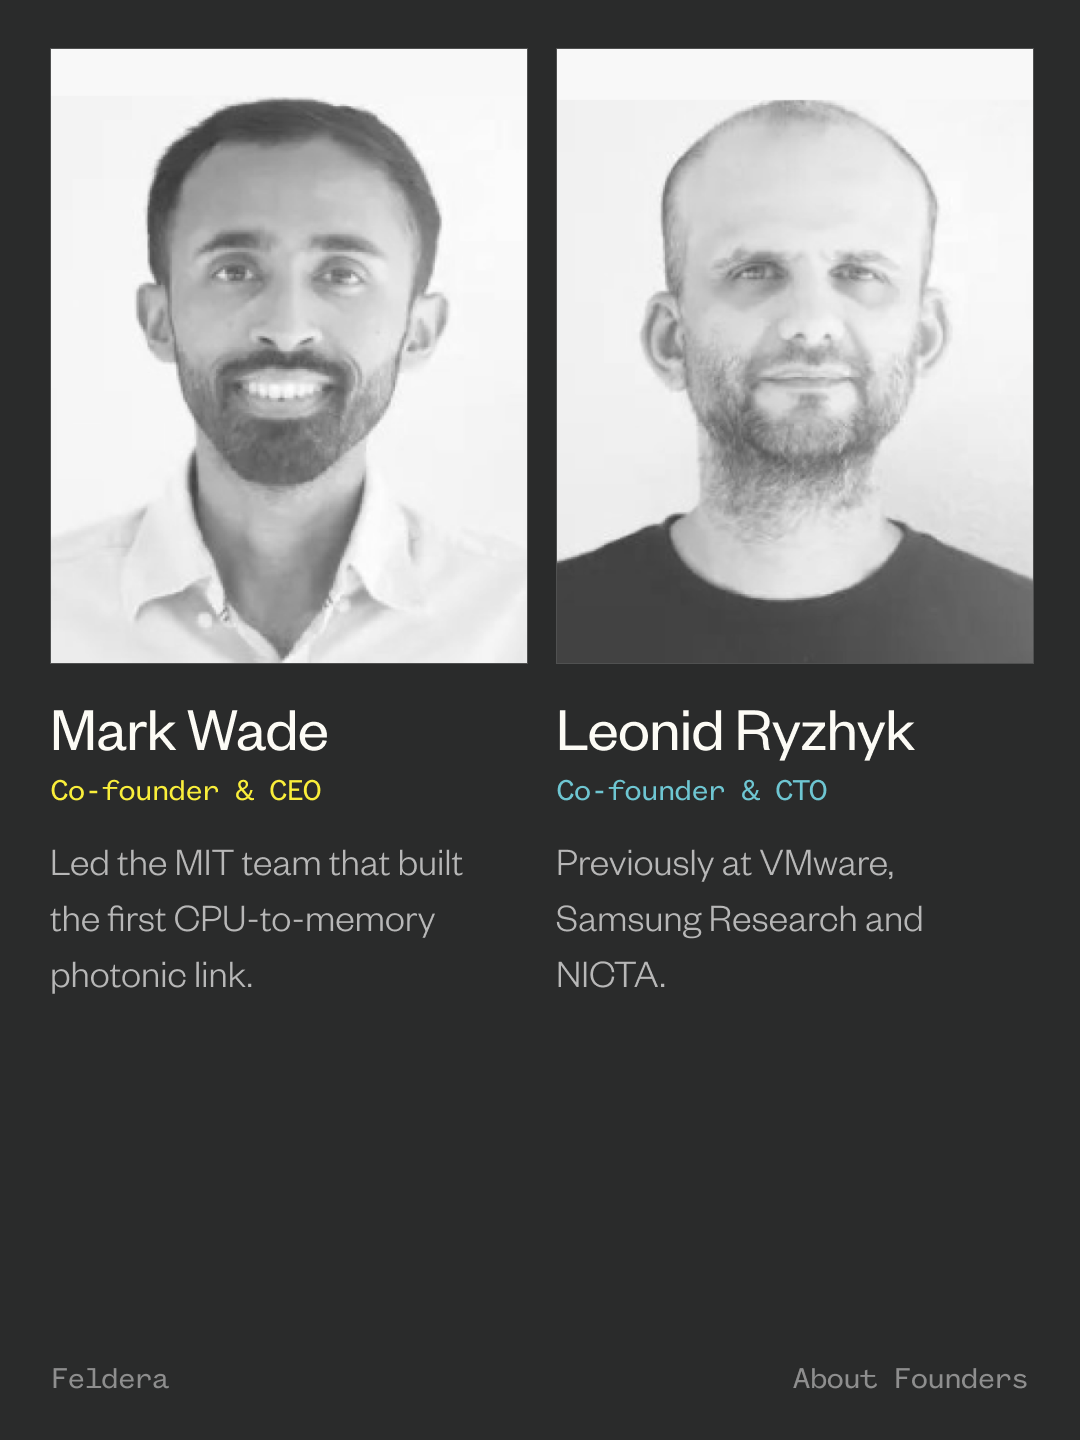 Mark Wade
Co-founder & CEO
Led the MIT team that built
the first CPU-to-memory
photonic link.
Leonid Ryzhyk
Co-founder & CTO
Previously at VMware,
Samsung Research and
NICTA.
Feldera
About Founders